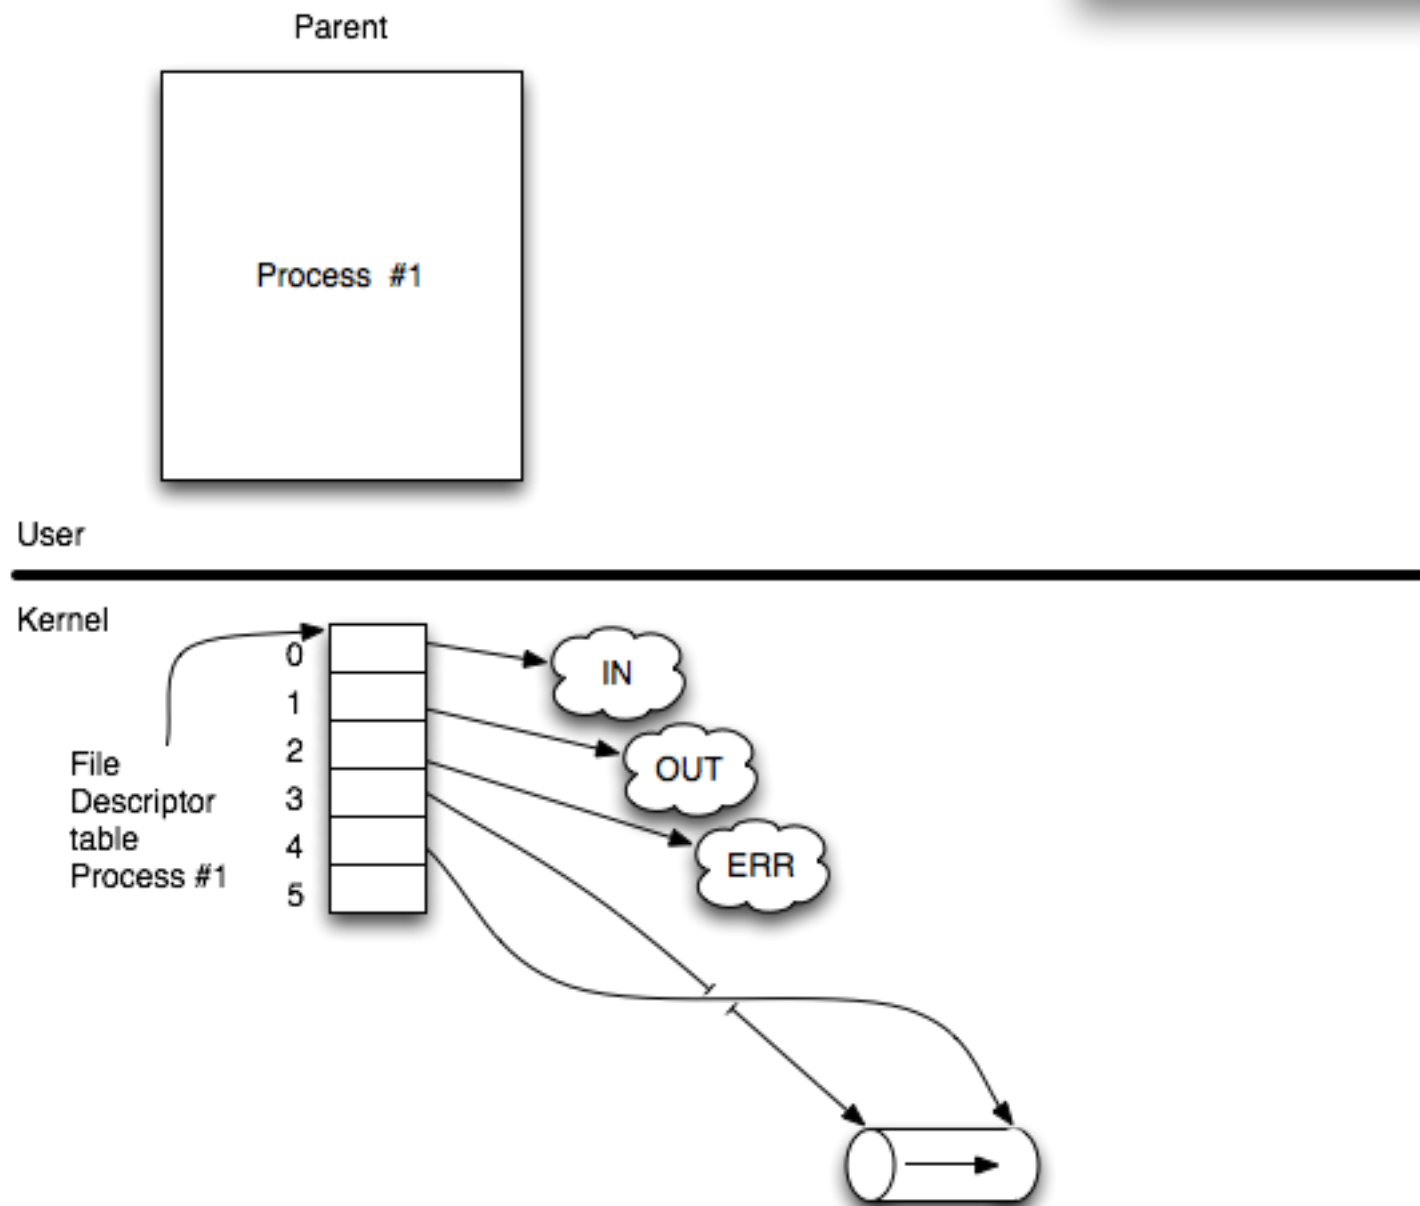 Parent
Process #1
User
Kernel
0
1
2
3
4
5
IN
OUT
ERR
File
Descriptor
table
Process #1